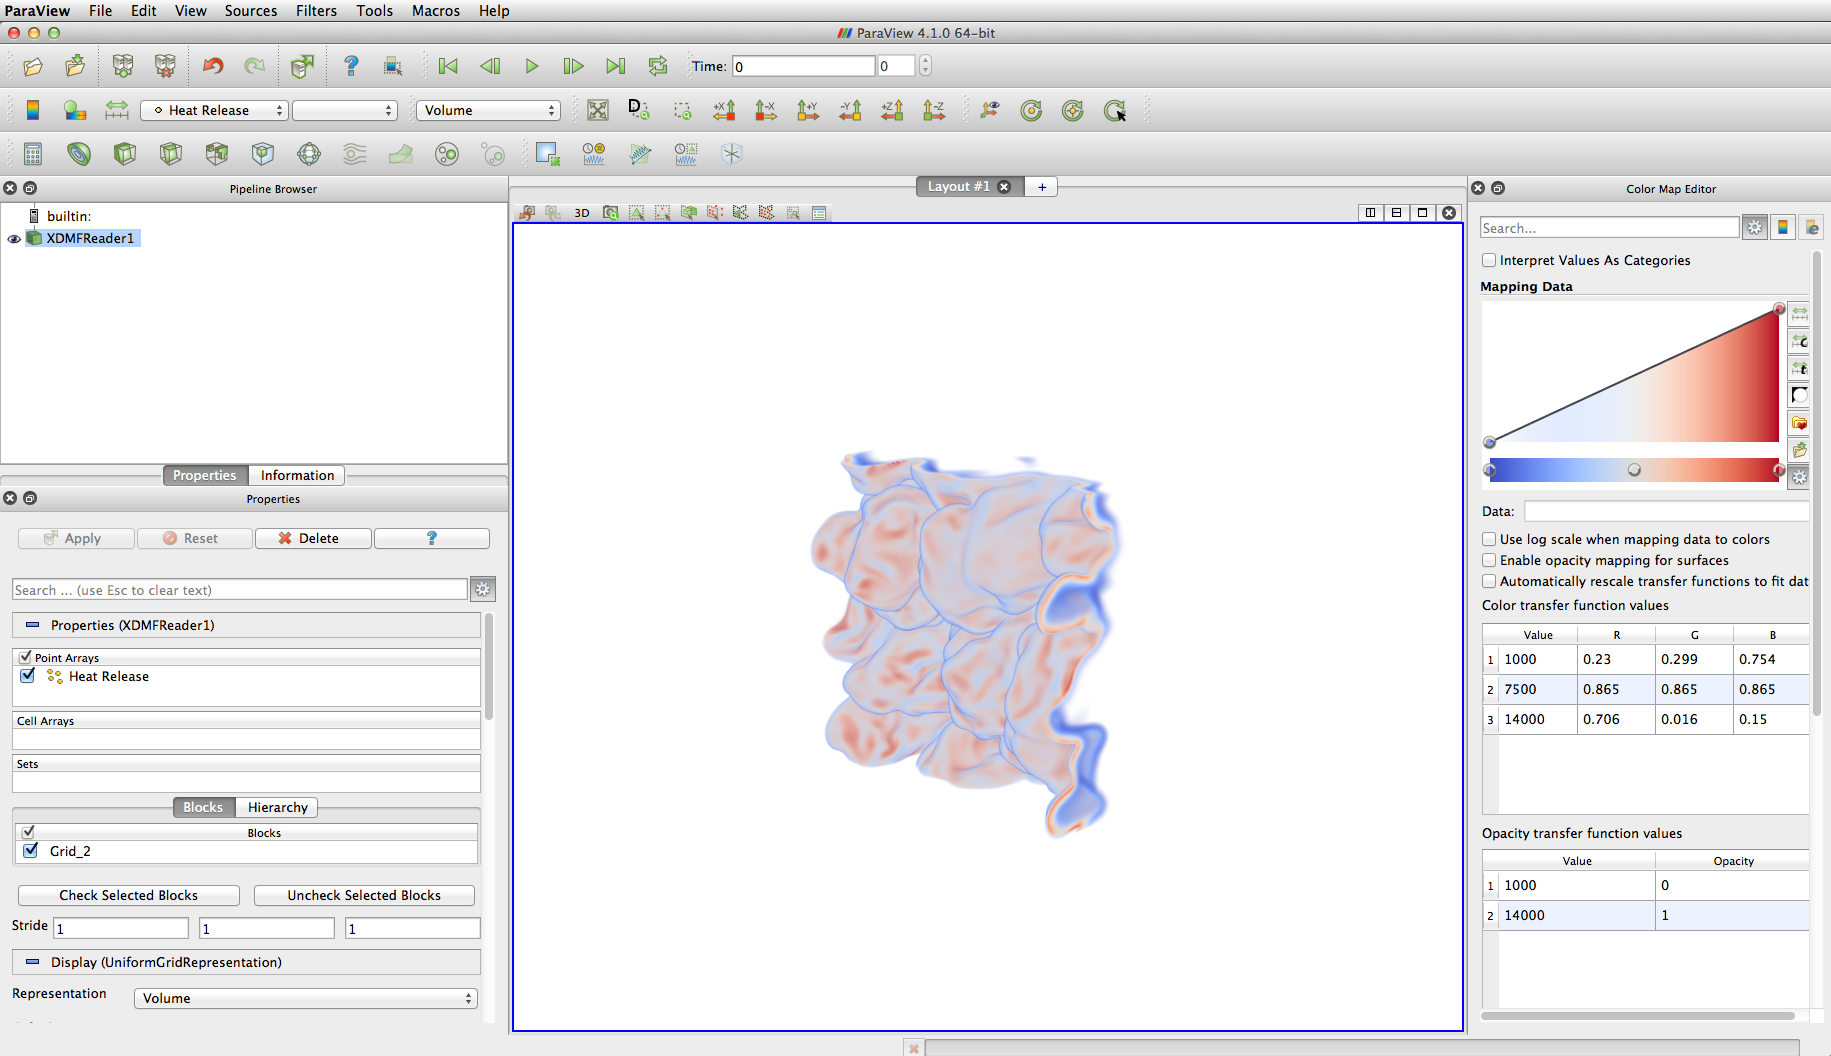 ParaView File Edit View Sources Filters Tools Macros Help
ParaView 4.1.0 64-bit
Time: 0 0
Heat Release Volume
Pipeline Browser
builtin:
XDMFReader1
Properties Information
Properties
Apply Reset Delete ?
Search ... (use Esc to clear text)
Properties (XDMFReader1)
Point Arrays
Heat Release
Cell Arrays
Sets
Blocks Hierarchy
Blocks
Grid_2
Check Selected Blocks Uncheck Selected Blocks
Stride 1 1 1
Display (UniformGridRepresentation)
Representation Volume
Layout #1 +
3D
Color Map Editor
Search...
Interpret Values As Categories
Mapping Data
Data:
Use log scale when mapping data to colors
Enable opacity mapping for surfaces
Automatically rescale transfer functions to fit dat
Color transfer function values
Value R G B
1 1000 0.23 0.299 0.754
2 7500 0.865 0.865 0.865
3 14000 0.706 0.016 0.15
Opacity transfer function values
Value Opacity
1 1000 0
2 14000 1